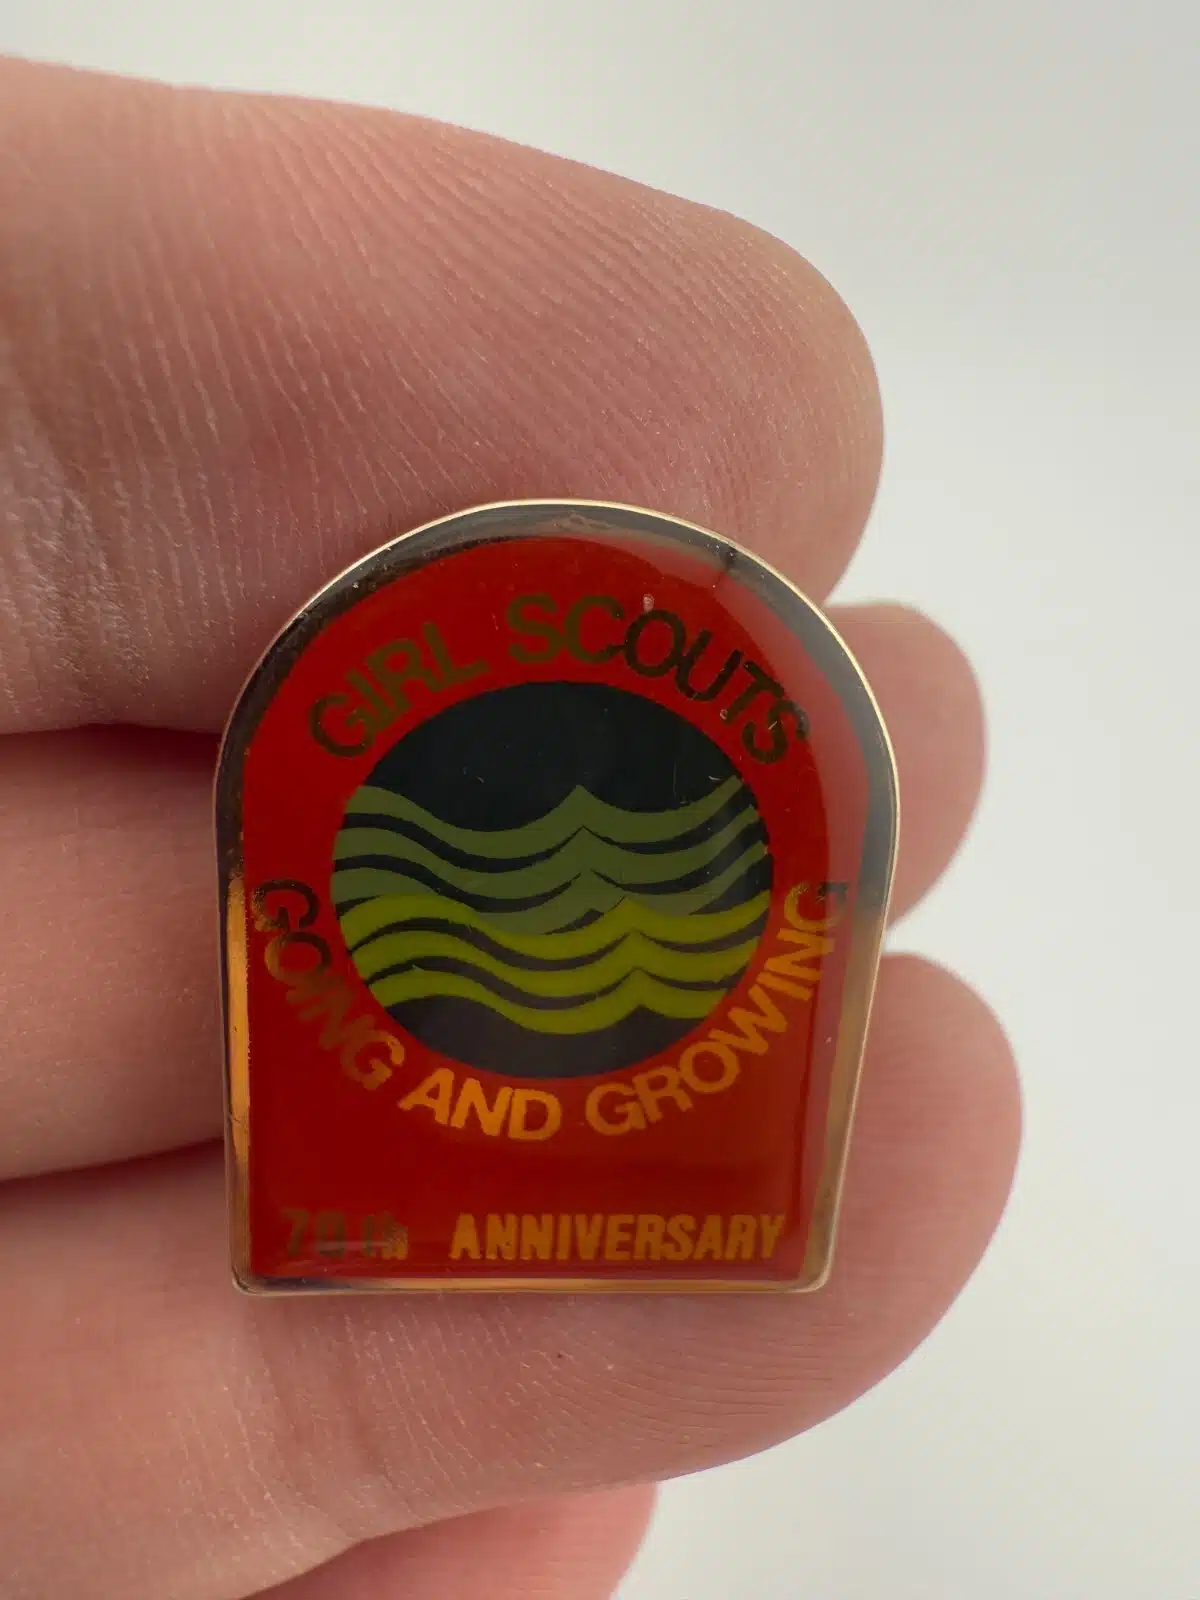 GIRL SCOUTS
GOING AND GROWING
70th ANNIVERSARY